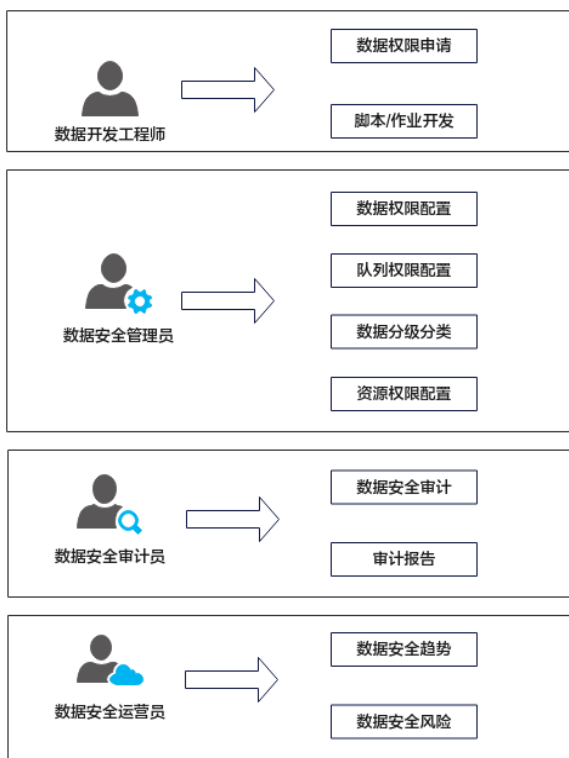 数据权限申请
脚本/作业开发
数据开发工程师
数据权限配置
队列权限配置
数据分级分类
资源权限配置
数据安全管理员
数据安全审计
审计报告
数据安全审计员
数据安全趋势
数据安全风险
数据安全运营员